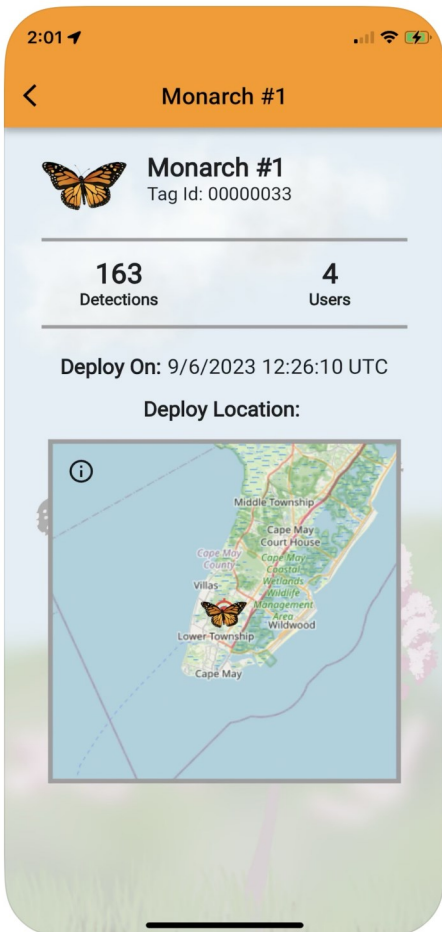 2:01
Monarch #1
Monarch #1
Tag Id: 00000033
163
Detections
4
Users
Deploy On: 9/6/2023 12:26:10 UTC
Deploy Location:
Middle Township
Cape May
Court House
Cape May
County
Cape May
Coastal
Wetlands
Wildlife
Management
Area
Villas
Wildwood
Lower Township
Cape May